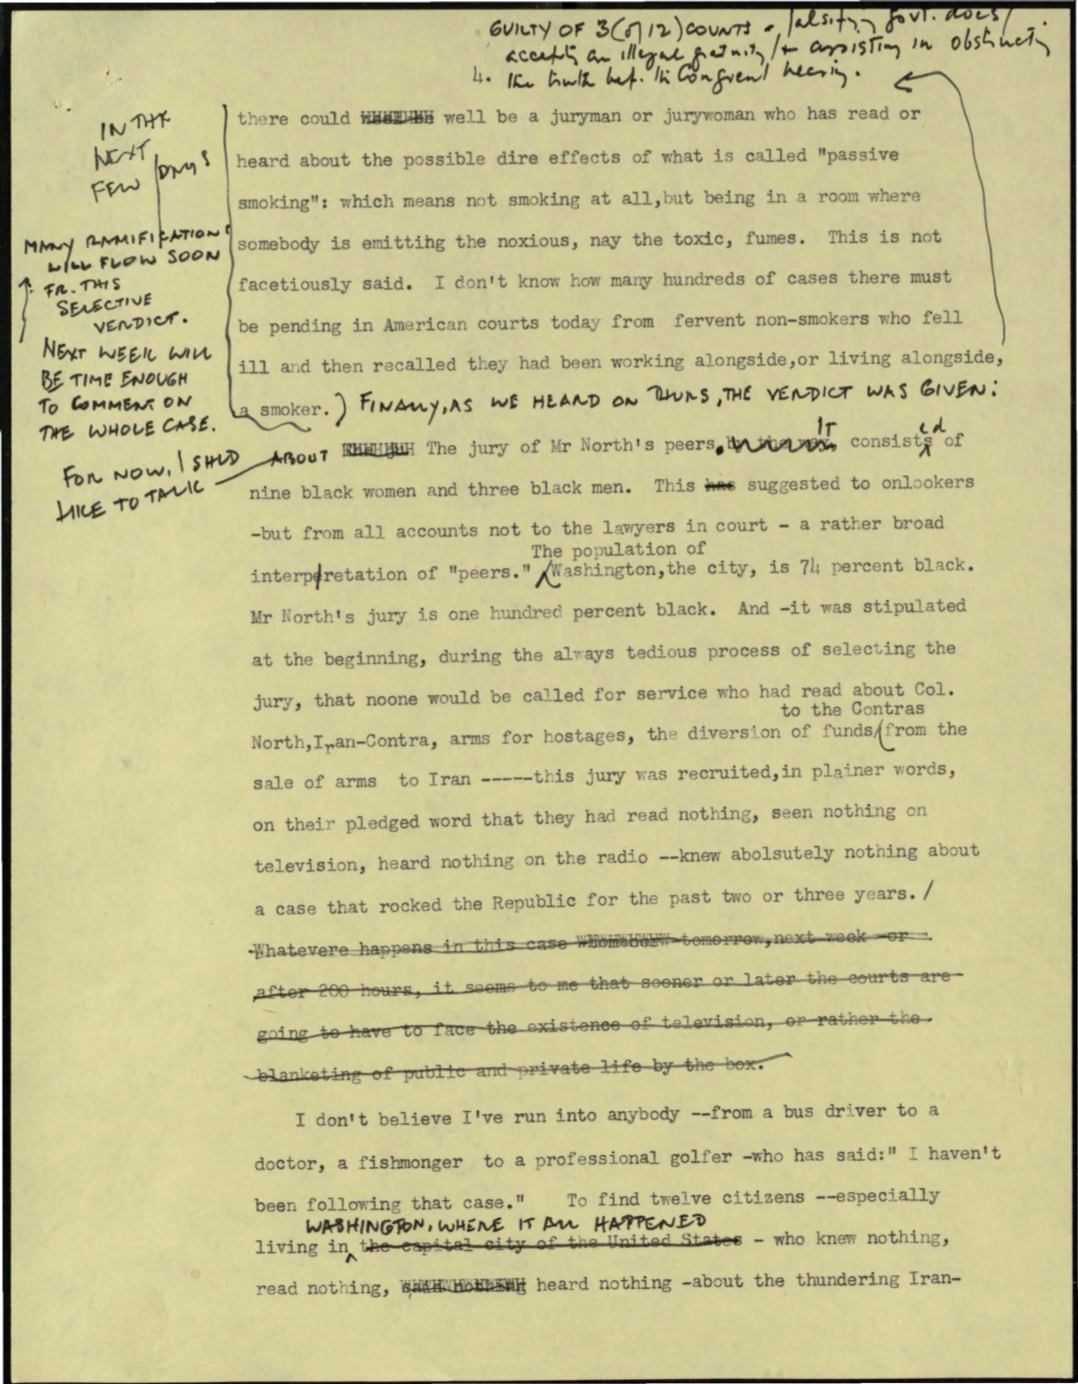 GUILTY OF 3 (of 12) COUNTS - falsifying govt. docs/
accepting an illegal gratuity/ + assisting in obstructing
4. the truth bef. the Congressnl hearing.
IN THE
NEXT
FEW DAYS
MANY RAMIFICATIONS
WILL FLOW SOON
FR. THIS
SELECTIVE
VERDICT.
NEXT WEEK WILL
BE TIME ENOUGH
TO COMMENT ON
THE WHOLE CASE.
FOR NOW, I SHLD
LIKE TO TALK
there could well be a juryman or jurywoman who has read or
heard about the possible dire effects of what is called "passive
smoking": which means not smoking at all,but being in a room where
somebody is emitting the noxious, nay the toxic, fumes. This is not
facetiously said. I don't know how many hundreds of cases there must
be pending in American courts today from fervent non-smokers who fell
ill and then recalled they had been working alongside,or living alongside,
a smoker.) FINALLY, AS WE HEARD ON THURS, THE VERDICT WAS GIVEN:
ABOUT The jury of Mr North's peers. IT consisted of
nine black women and three black men. This has suggested to onlookers
-but from all accounts not to the lawyers in court - a rather broad
The population of
interpretation of "peers." Washington,the city, is 74 percent black.
Mr North's jury is one hundred percent black. And -it was stipulated
at the beginning, during the always tedious process of selecting the
jury, that noone would be called for service who had read about Col.
to the Contras
North,Iran-Contra, arms for hostages, the diversion of funds from the
sale of arms to Iran -----this jury was recruited,in plainer words,
on their pledged word that they had read nothing, seen nothing on
television, heard nothing on the radio --knew abolsutely nothing about
a case that rocked the Republic for the past two or three years. /
-Whatevere happens in this case tomorrow,next week -or -
after 200 hours, it seems to me that sooner or later the courts are
going to have to face the existence of television, or rather the
blanketing of public and private life by the box.
I don't believe I've run into anybody --from a bus driver to a
doctor, a fishmonger to a professional golfer -who has said:" I haven't
been following that case." To find twelve citizens --especially
WASHINGTON, WHERE IT ALL HAPPENED
living in the capital city of the United States - who knew nothing,
read nothing, heard nothing -about the thundering Iran-